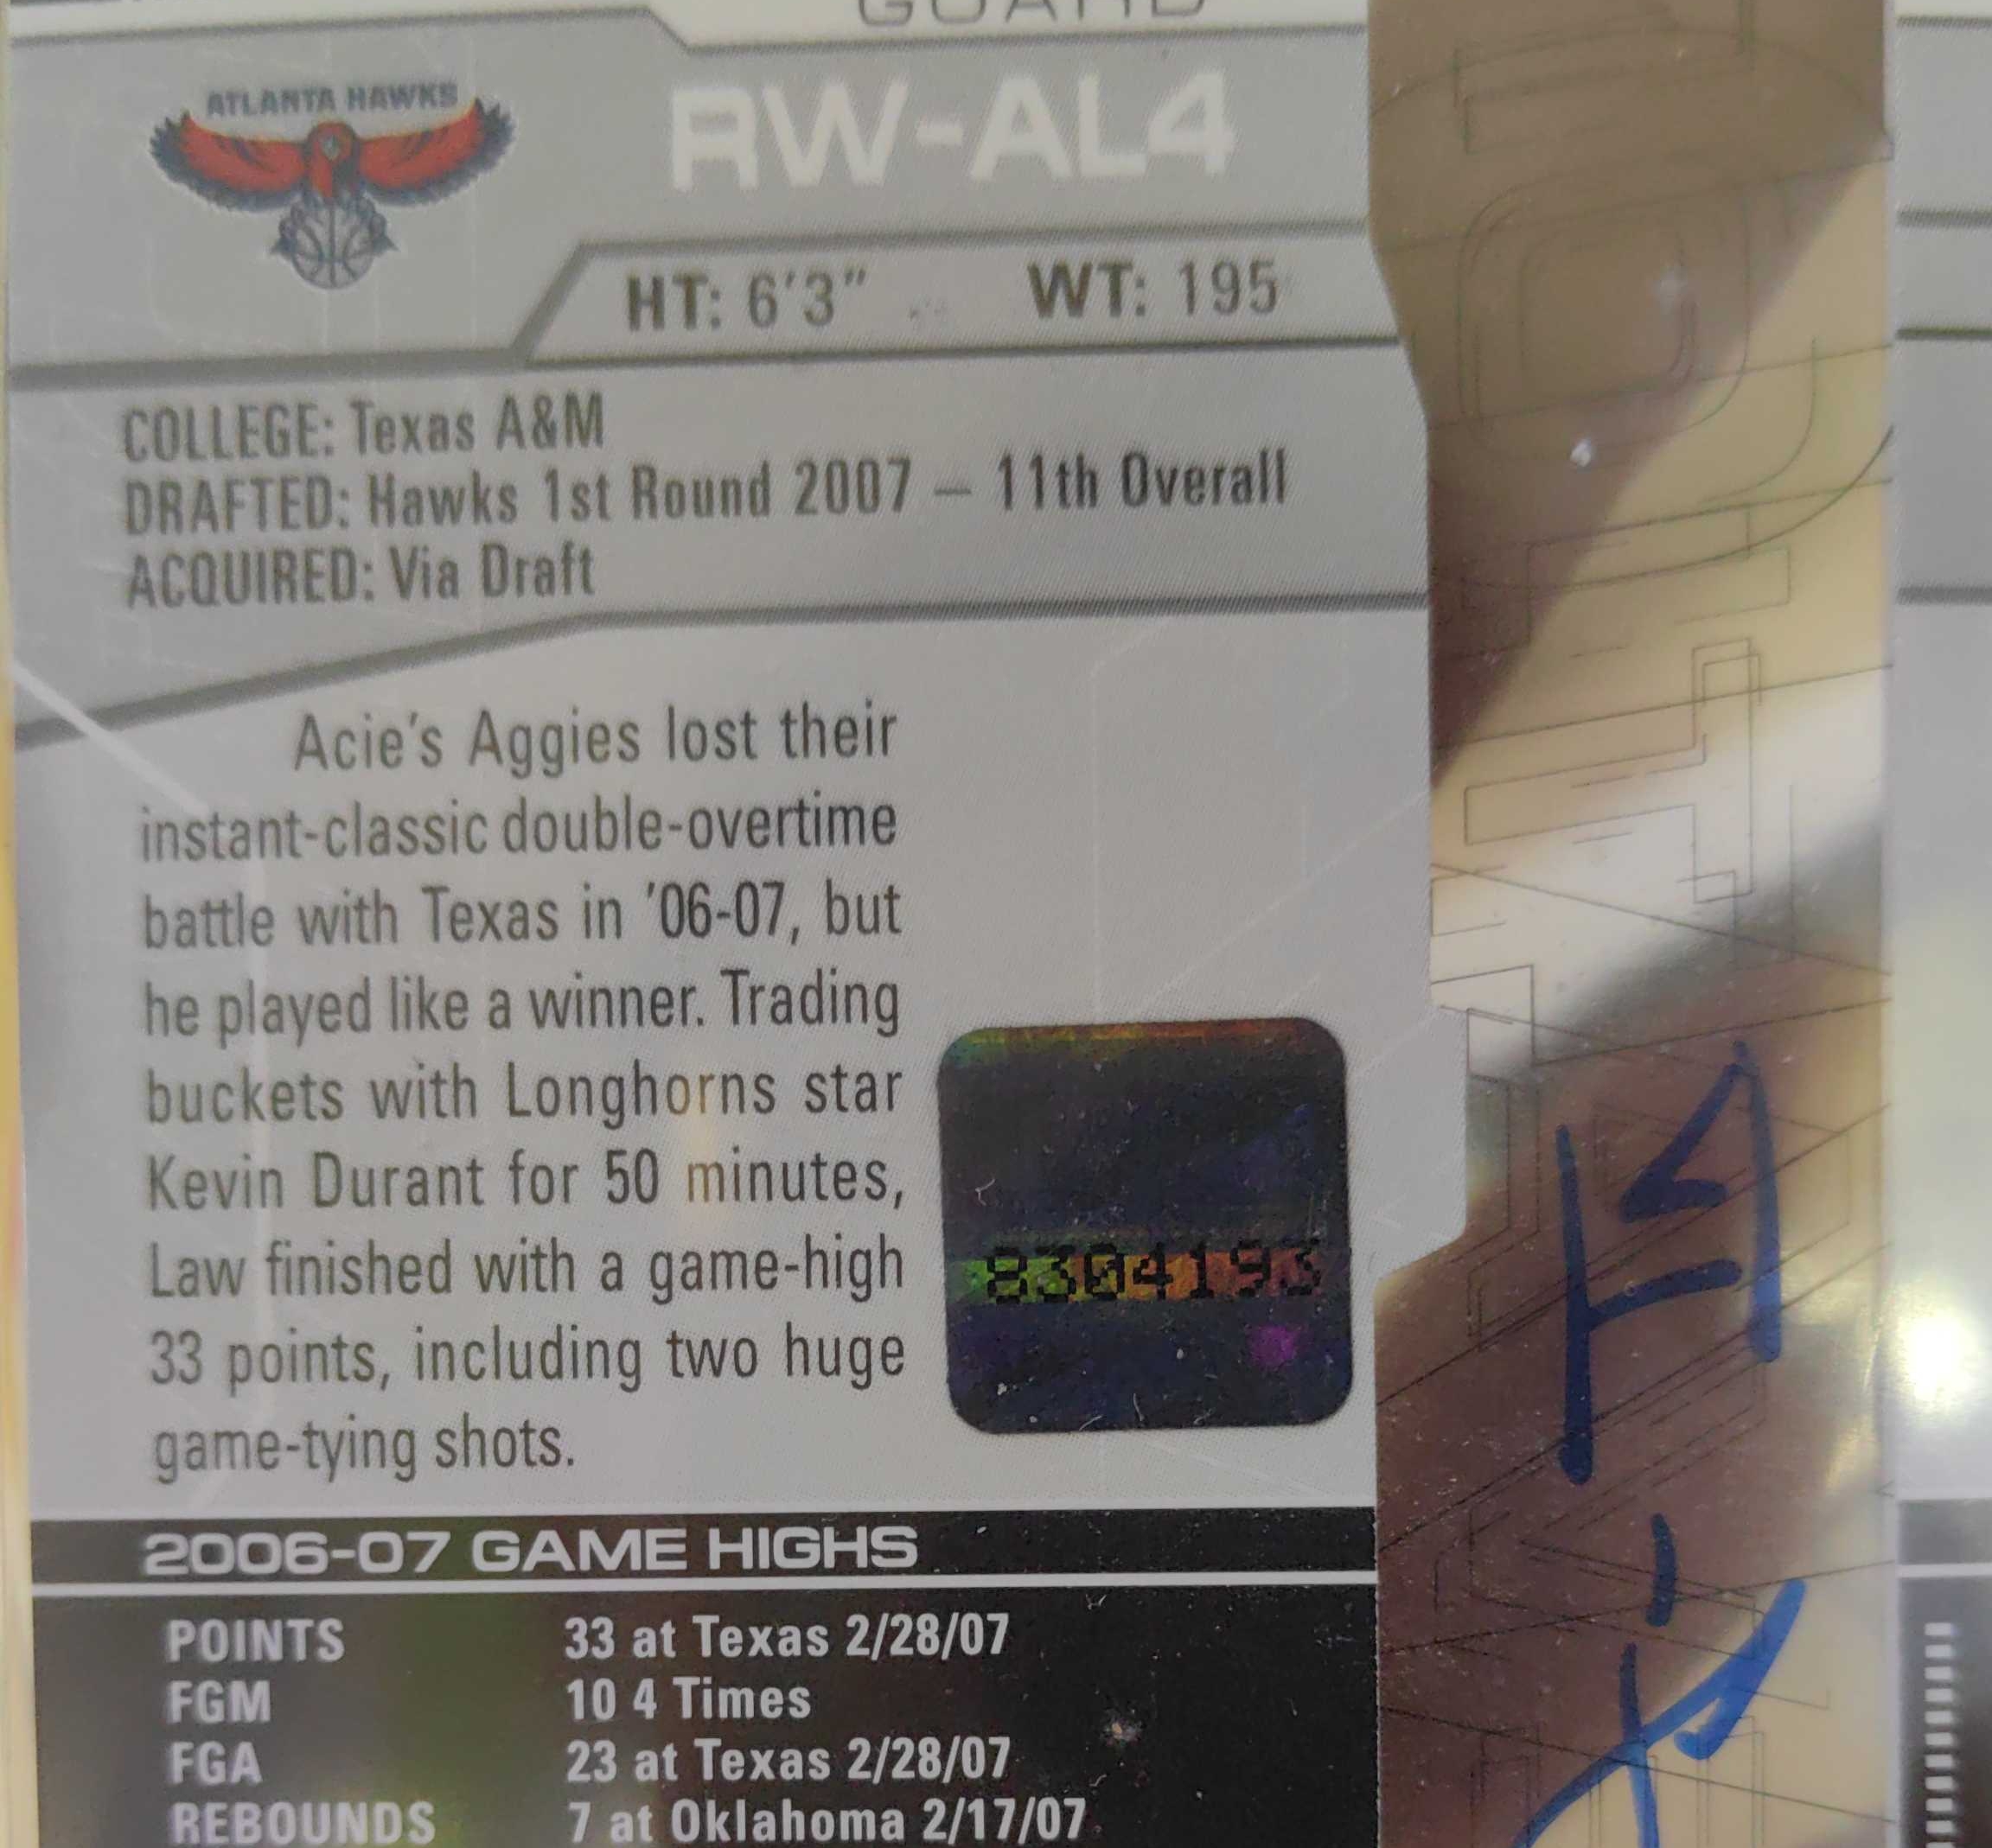 GUARD
ATLANTA HAWKS
RW-AL4
HT: 6'3" WT: 195
COLLEGE: Texas A&M
DRAFTED: Hawks 1st Round 2007 – 11th Overall
ACQUIRED: Via Draft
Acie's Aggies lost their
instant-classic double-overtime
battle with Texas in '06-07, but
he played like a winner. Trading
buckets with Longhorns star
Kevin Durant for 50 minutes,
Law finished with a game-high
33 points, including two huge
game-tying shots.
8304193
2006-07 GAME HIGHS
POINTS 33 at Texas 2/28/07
FGM 10 4 Times
FGA 23 at Texas 2/28/07
REBOUNDS 7 at Oklahoma 2/17/07